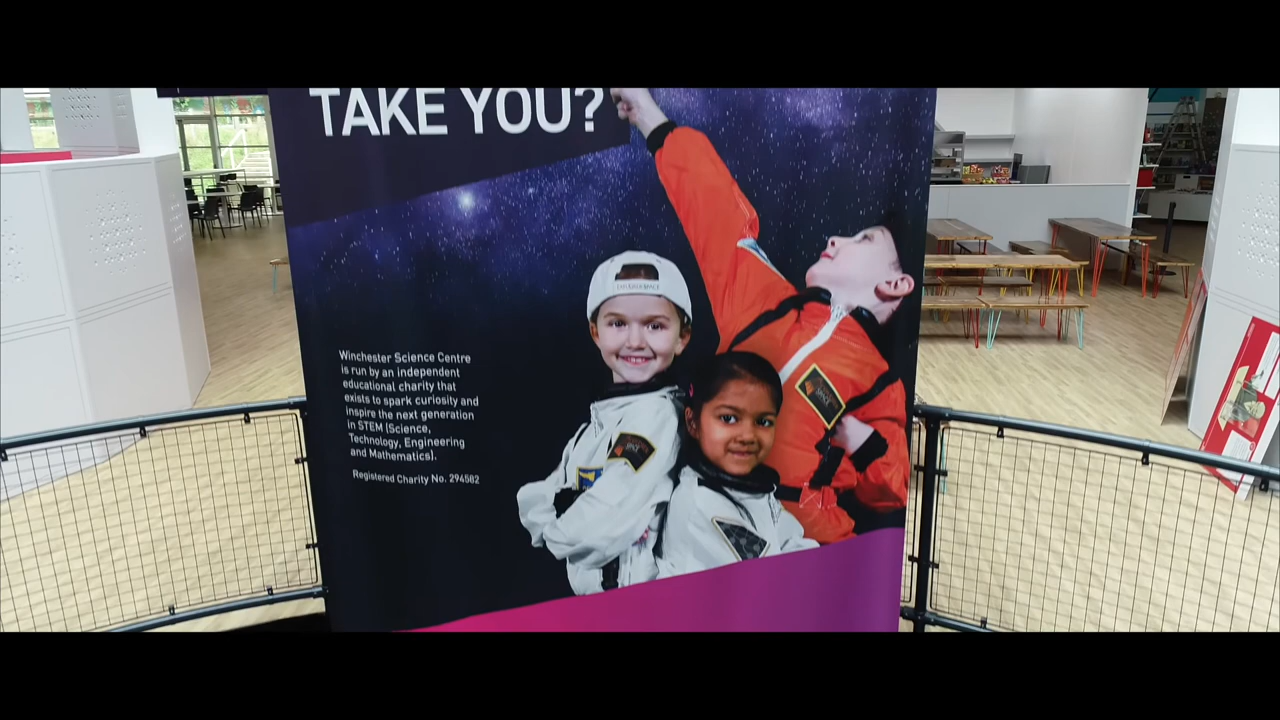 TAKE YOU?
Winchester Science Centre
is run by an independent
educational charity that
exists to spark curiosity and
inspire the next generation
in STEM (Science,
Technology, Engineering
and Mathematics).
Registered Charity No. 294582